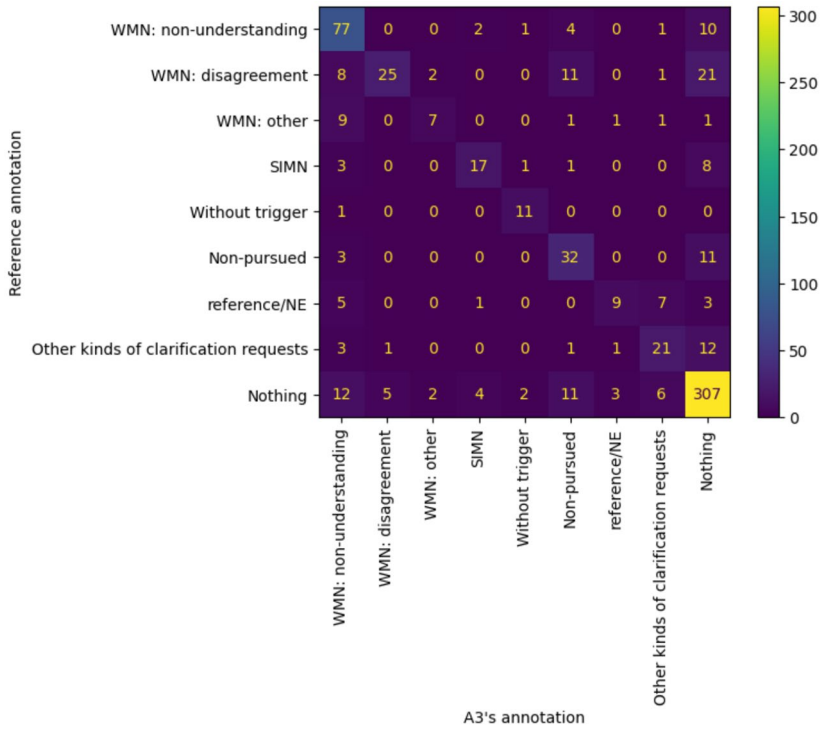 Reference annotation
WMN: non-understanding 77 0 0 2 1 4 0 1 10
WMN: disagreement 8 25 2 0 0 11 0 1 21
WMN: other 9 0 7 0 0 1 1 1 1
SIMN 3 0 0 17 1 1 0 0 8
Without trigger 1 0 0 0 11 0 0 0 0
Non-pursued 3 0 0 0 0 32 0 0 11
reference/NE 5 0 0 1 0 0 9 7 3
Other kinds of clarification requests 3 1 0 0 0 1 1 21 12
Nothing 12 5 2 4 2 11 3 6 307
WMN: non-understanding
WMN: disagreement
WMN: other
SIMN
Without trigger
Non-pursued
reference/NE
Other kinds of clarification requests
Nothing
A3's annotation
300
250
200
150
100
50
0